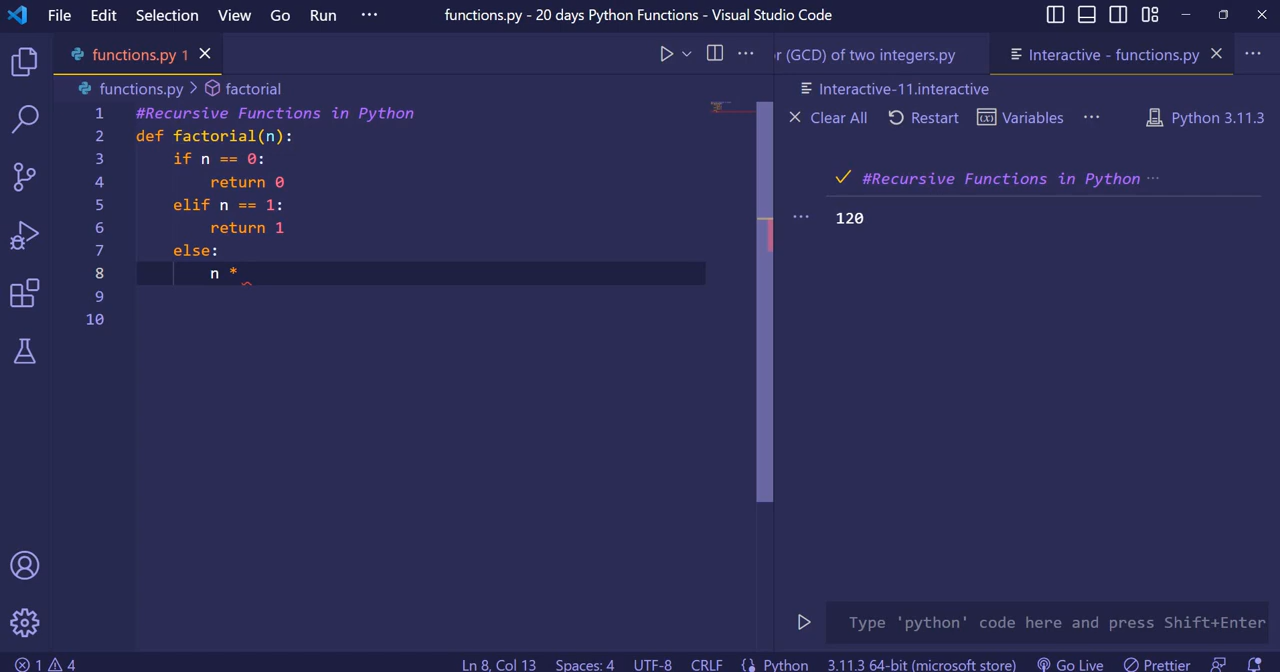 File Edit Selection View Go Run ··· functions.py - 20 days Python Functions - Visual Studio Code
functions.py 1
functions.py > factorial
1 #Recursive Functions in Python
2 def factorial(n):
3 if n == 0:
4 return 0
5 elif n == 1:
6 return 1
7 else:
8 n *
9
10
r (GCD) of two integers.py Interactive - functions.py
Interactive-11.interactive
Clear All Restart Variables ··· Python 3.11.3
#Recursive Functions in Python ···
120
Type 'python' code here and press Shift+Enter
1 4 Ln 8, Col 13 Spaces: 4 UTF-8 CRLF Python 3.11.3 64-bit (microsoft store) Go Live Prettier